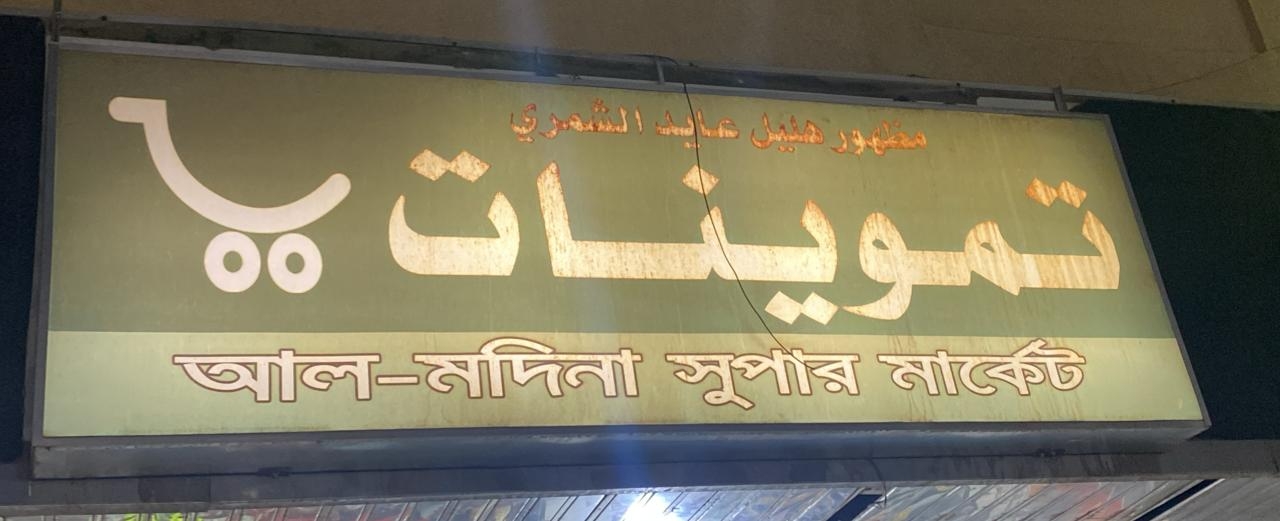 مظهور هليل عايد الشمري
تموينات
আল-মদিনা সুপার মার্কেট